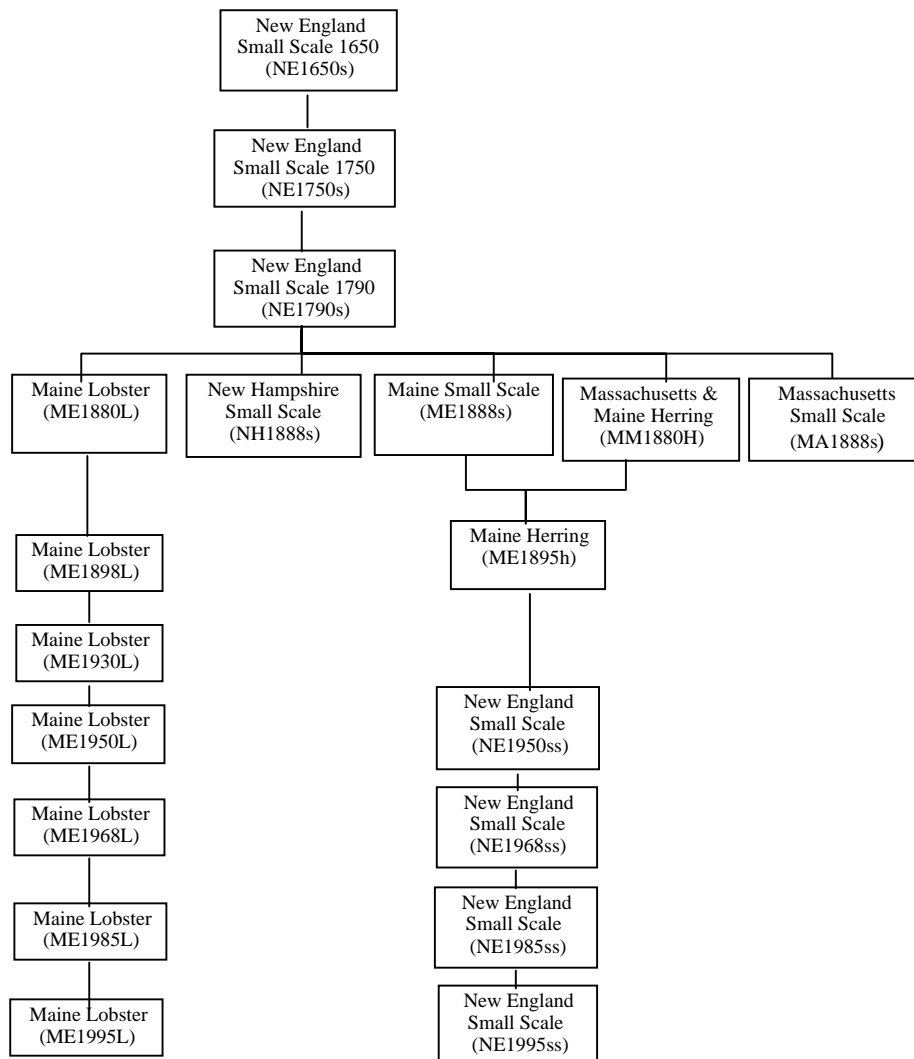 New England
Small Scale 1650
(NE1650s)
New England
Small Scale 1750
(NE1750s)
New England
Small Scale 1790
(NE1790s)
Maine Lobster
(ME1880L)
New Hampshire
Small Scale
(NH1888s)
Maine Small Scale
(ME1888s)
Massachusetts &
Maine Herring
(MM1880H)
Massachusetts
Small Scale
(MA1888s)
Maine Lobster
(ME1898L)
Maine Lobster
(ME1930L)
Maine Lobster
(ME1950L)
Maine Lobster
(ME1968L)
Maine Lobster
(ME1985L)
Maine Lobster
(ME1995L)
Maine Herring
(ME1895h)
New England
Small Scale
(NE1950ss)
New England
Small Scale
(NE1968ss)
New England
Small Scale
(NE1985ss)
New England
Small Scale
(NE1995ss)